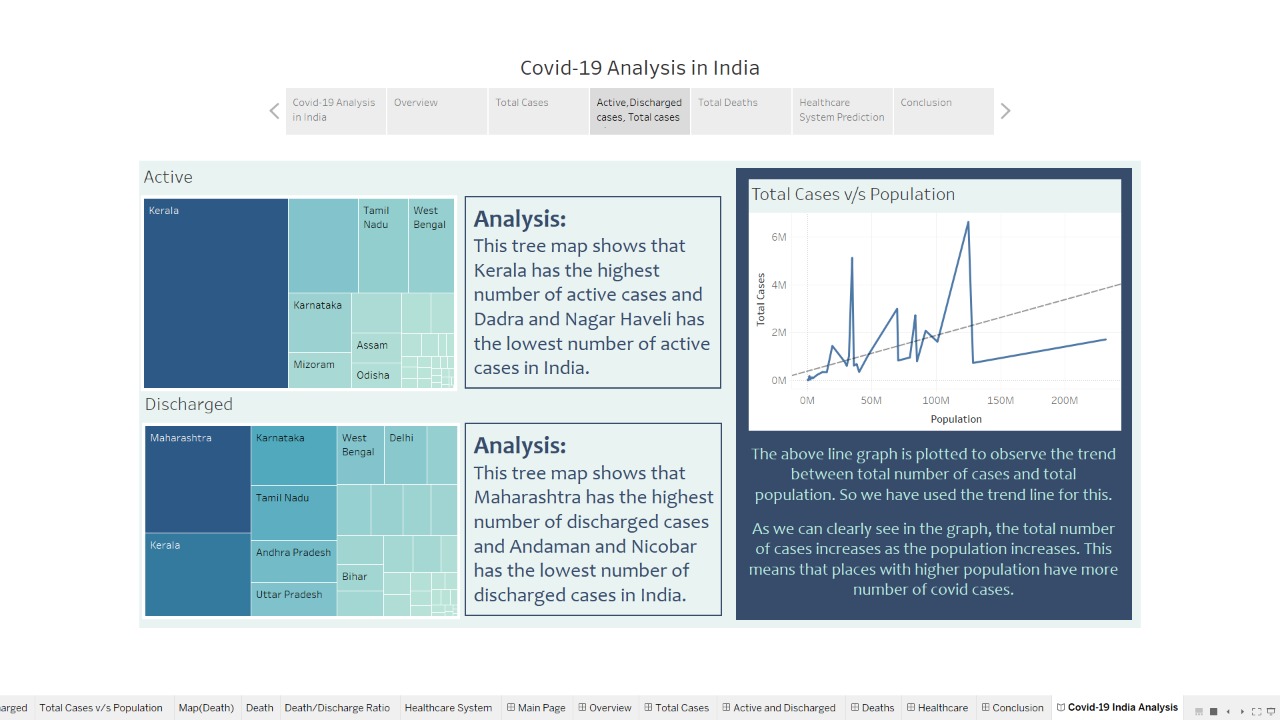 Covid-19 Analysis in India
Covid-19 Analysis
in India
Overview
Total Cases
Active, Discharged
cases, Total cases
Total Deaths
Healthcare
System Prediction
Conclusion
Active
Kerala
Tamil
Nadu
West
Bengal
Karnataka
Mizoram
Assam
Odisha
Analysis:
This tree map shows that
Kerala has the highest
number of active cases and
Dadra and Nagar Haveli has
the lowest number of active
cases in India.
Discharged
Maharashtra
Kerala
Karnataka
Tamil Nadu
Andhra Pradesh
Uttar Pradesh
West
Bengal
Delhi
Bihar
Analysis:
This tree map shows that
Maharashtra has the highest
number of discharged cases
and Andaman and Nicobar
has the lowest number of
discharged cases in India.
Total Cases v/s Population
Total Cases
6M
4M
2M
0M
0M 50M 100M 150M 200M
Population
The above line graph is plotted to observe the trend
between total number of cases and total
population. So we have used the trend line for this.
As we can clearly see in the graph, the total number
of cases increases as the population increases. This
means that places with higher population have more
number of covid cases.
arged Total Cases v/s Population Map(Death) Death Death/Discharge Ratio Healthcare System Main Page Overview Total Cases Active and Discharged Deaths Healthcare Conclusion Covid-19 India Analysis